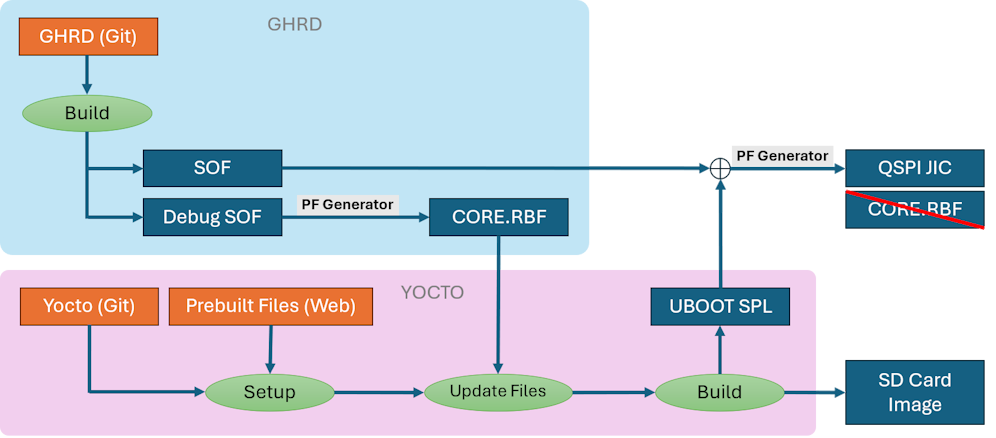 GHRD
GHRD (Git)
Build
SOF
PF Generator
QSPI JIC
Debug SOF
PF Generator
CORE.RBF
CORE.RBF
YOCTO
Yocto (Git)
Prebuilt Files (Web)
UBOOT SPL
Setup
Update Files
Build
SD Card
Image